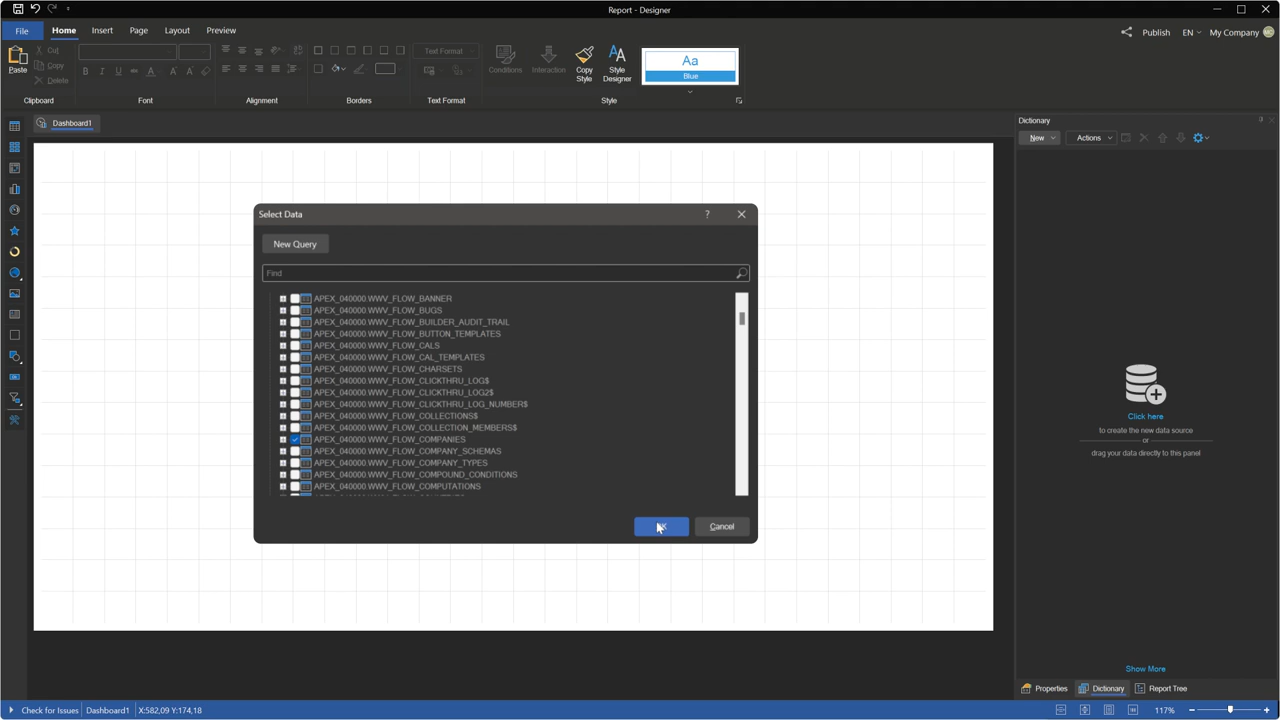 Report - Designer
File Home Insert Page Layout Preview Publish EN My Company MC
Paste Cut Copy Delete Clipboard
B I U A A A Font
Alignment
Borders
Text Format
Text Format
Conditions Interaction Copy Style Style Designer
Aa
Blue
Style
Dashboard1
Dictionary
New Actions
Select Data ?
New Query
Find
APEX_040000.WWV_FLOW_BANNER
APEX_040000.WWV_FLOW_BUGS
APEX_040000.WWV_FLOW_BUILDER_AUDIT_TRAIL
APEX_040000.WWV_FLOW_BUTTON_TEMPLATES
APEX_040000.WWV_FLOW_CALS
APEX_040000.WWV_FLOW_CAL_TEMPLATES
APEX_040000.WWV_FLOW_CHARSETS
APEX_040000.WWV_FLOW_CLICKTHRU_LOG$
APEX_040000.WWV_FLOW_CLICKTHRU_LOG2$
APEX_040000.WWV_FLOW_CLICKTHRU_LOG_NUMBER$
APEX_040000.WWV_FLOW_COLLECTIONS$
APEX_040000.WWV_FLOW_COLLECTION_MEMBERS$
APEX_040000.WWV_FLOW_COMPANIES
APEX_040000.WWV_FLOW_COMPANY_SCHEMAS
APEX_040000.WWV_FLOW_COMPANY_TYPES
APEX_040000.WWV_FLOW_COMPOUND_CONDITIONS
APEX_040000.WWV_FLOW_COMPUTATIONS
Cancel
Click here
to create the new data source
or
drag your data directly to this panel
Show More
Properties Dictionary Report Tree
Check for Issues Dashboard1 X:582,09 Y:174,18 117%